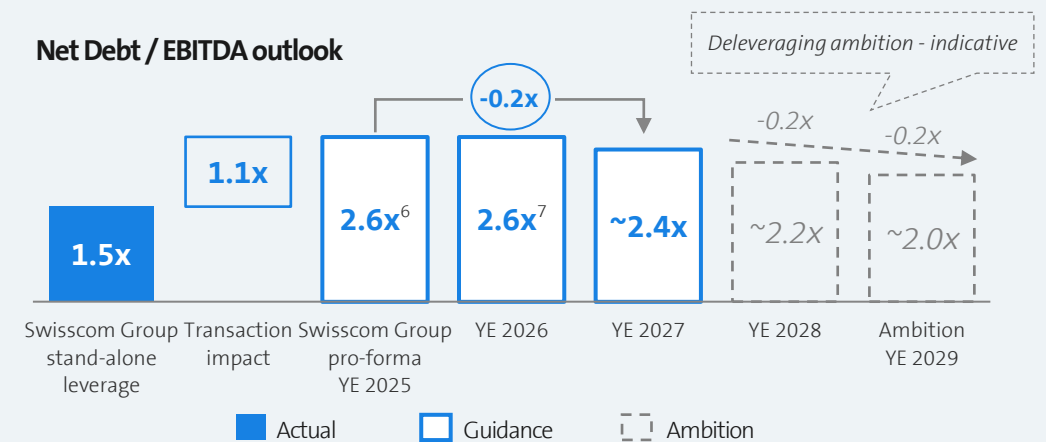 Net Debt / EBITDA outlook
Deleveraging ambition - indicative
-0.2x
-0.2x
-0.2x
1.5x
1.1x
2.6x⁶
2.6x⁷
~2.4x
~2.2x
~2.0x
Swisscom Group
stand-alone
leverage
Transaction
impact
Swisscom Group
pro-forma
YE 2025
YE 2026
YE 2027
YE 2028
Ambition
YE 2029
Actual
Guidance
Ambition